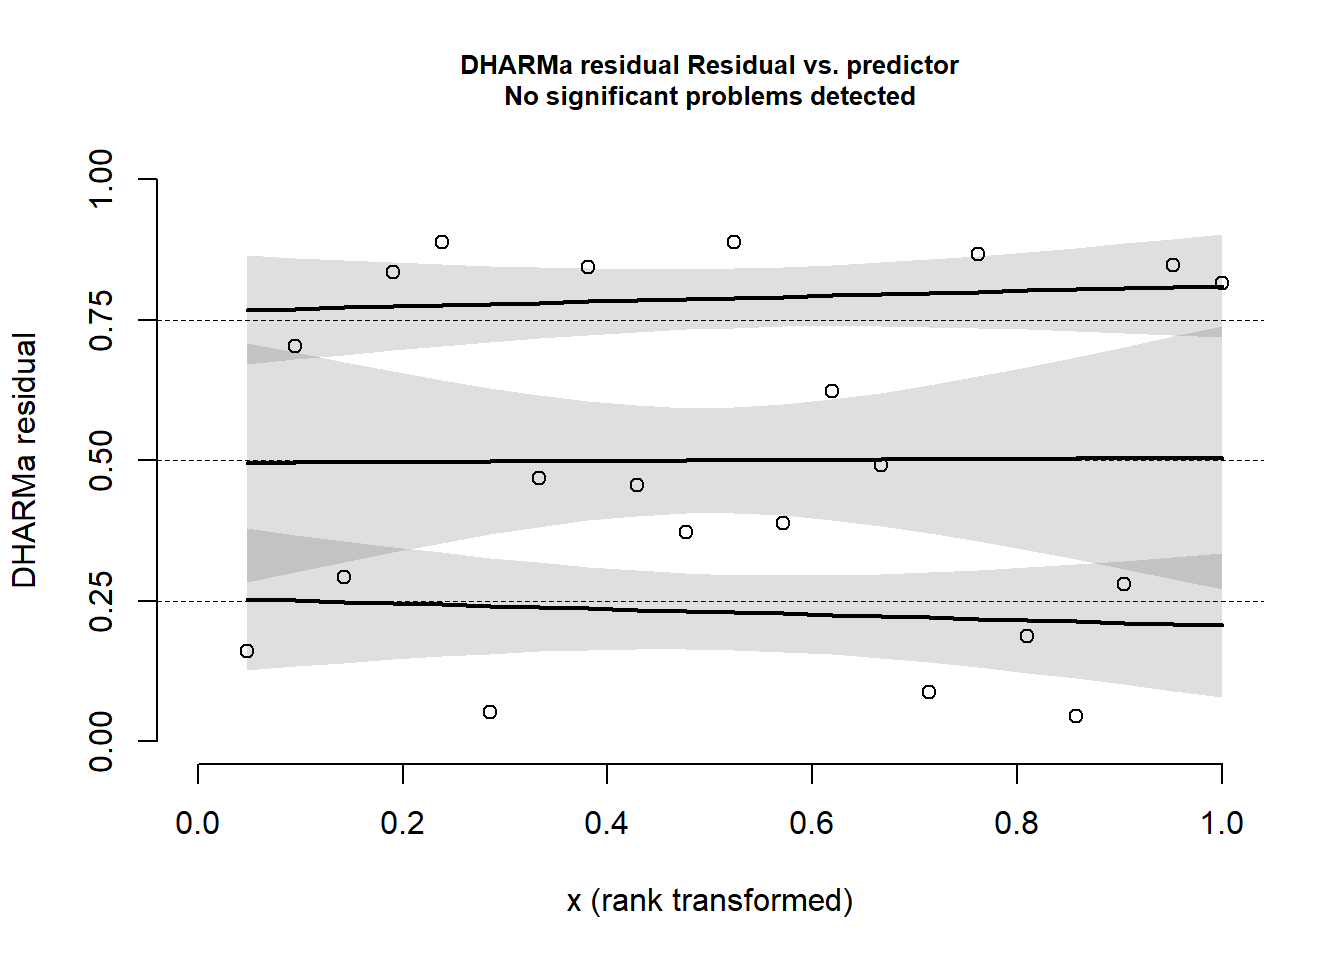 DHARMa residual Residual vs. predictor
No significant problems detected
1.00
0.75
0.50
0.25
0.00
DHARMa residual
0.0 0.2 0.4 0.6 0.8 1.0
x (rank transformed)